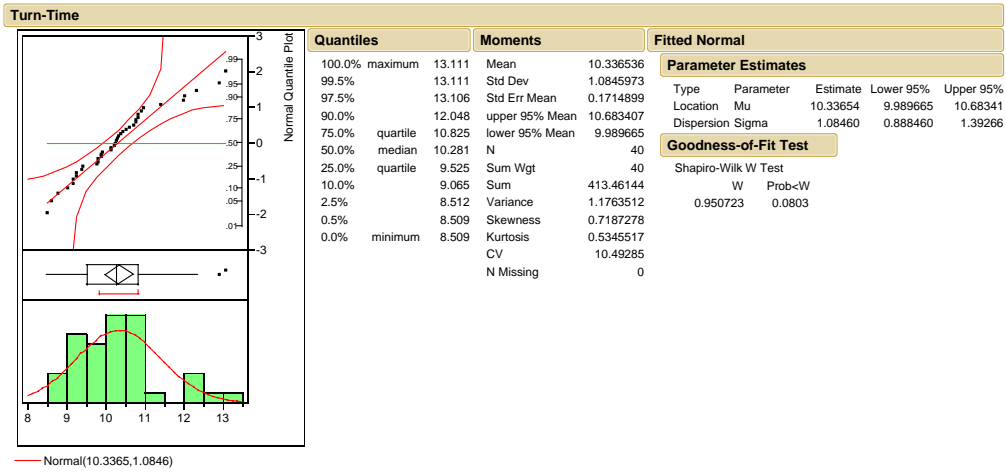 Turn-Time
3
2
1
0
-1
-2
-3
.99
.95
.90
.75
.50
.25
.10
.05
.01
Normal Quantile Plot
8 9 10 11 12 13
Normal(10.3365,1.0846)
Quantiles
100.0% maximum 13.111
99.5% 13.111
97.5% 13.106
90.0% 12.048
75.0% quartile 10.825
50.0% median 10.281
25.0% quartile 9.525
10.0% 9.065
2.5% 8.512
0.5% 8.509
0.0% minimum 8.509
Moments
Mean 10.336536
Std Dev 1.0845973
Std Err Mean 0.1714899
upper 95% Mean 10.683407
lower 95% Mean 9.989665
N 40
Sum Wgt 40
Sum 413.46144
Variance 1.1763512
Skewness 0.7187278
Kurtosis 0.5345517
CV 10.49285
N Missing 0
Fitted Normal
Parameter Estimates
Type Parameter Estimate Lower 95% Upper 95%
Location Mu 10.33654 9.989665 10.68341
Dispersion Sigma 1.08460 0.888460 1.39266
Goodness-of-Fit Test
Shapiro-Wilk W Test
W Prob<W
0.950723 0.0803